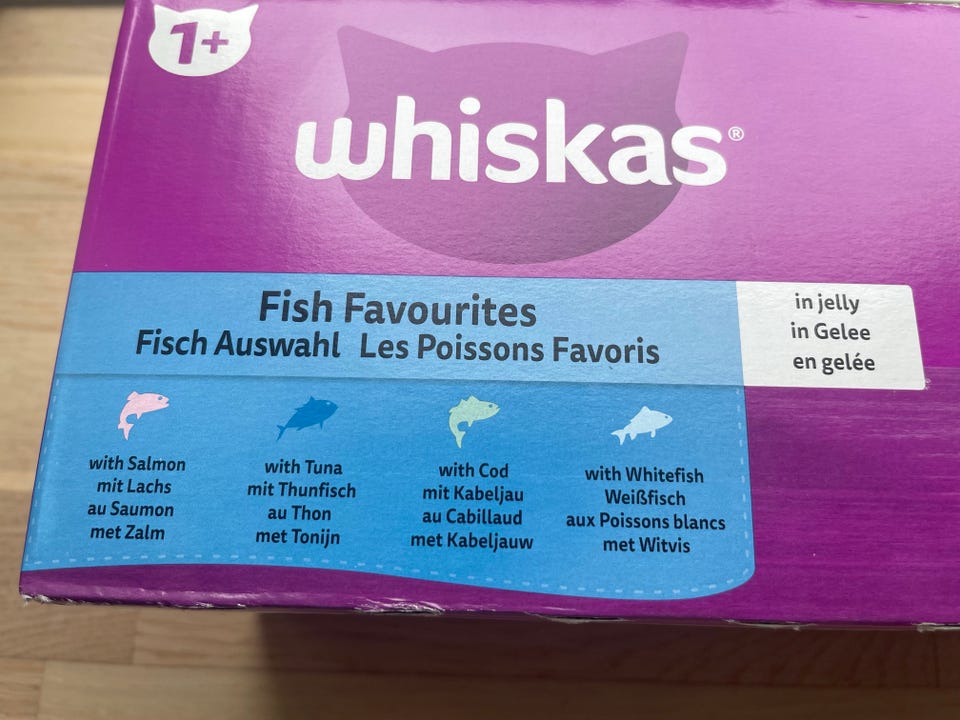 1+
whiskas®
Fish Favourites
Fisch Auswahl Les Poissons Favoris
in jelly
in Gelee
en gelée
with Salmon
mit Lachs
au Saumon
met Zalm
with Tuna
mit Thunfisch
au Thon
met Tonijn
with Cod
mit Kabeljau
au Cabillaud
met Kabeljauw
with Whitefish
Weißfisch
aux Poissons blancs
met Witvis